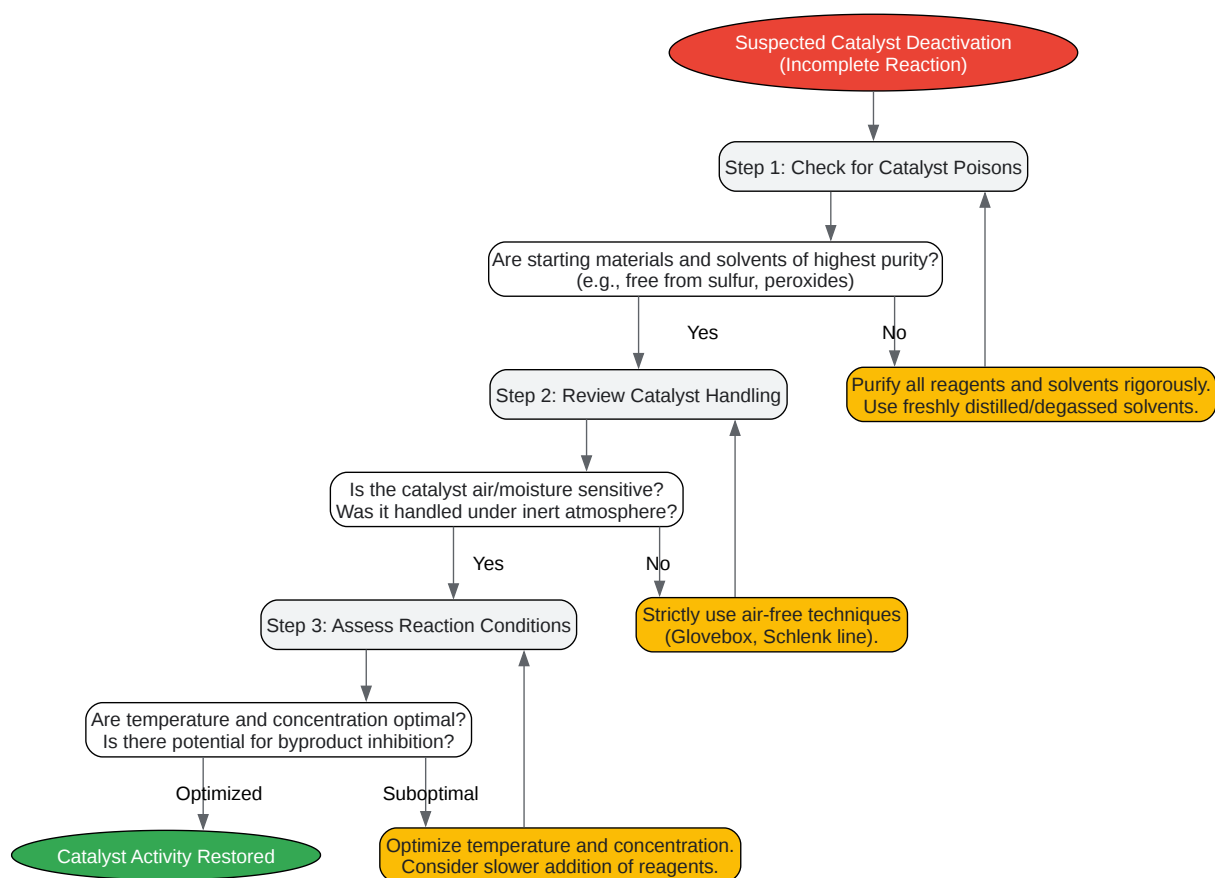 Suspected Catalyst Deactivation
(Incomplete Reaction)
Step 1: Check for Catalyst Poisons
Are starting materials and solvents of highest purity?
(e.g., free from sulfur, peroxides)
Yes
No
Purify all reagents and solvents rigorously.
Use freshly distilled/degassed solvents.
Step 2: Review Catalyst Handling
Is the catalyst air/moisture sensitive?
Was it handled under inert atmosphere?
Yes
No
Strictly use air-free techniques
(Glovebox, Schlenk line).
Step 3: Assess Reaction Conditions
Are temperature and concentration optimal?
Is there potential for byproduct inhibition?
Optimized
Suboptimal
Catalyst Activity Restored
Optimize temperature and concentration.
Consider slower addition of reagents.